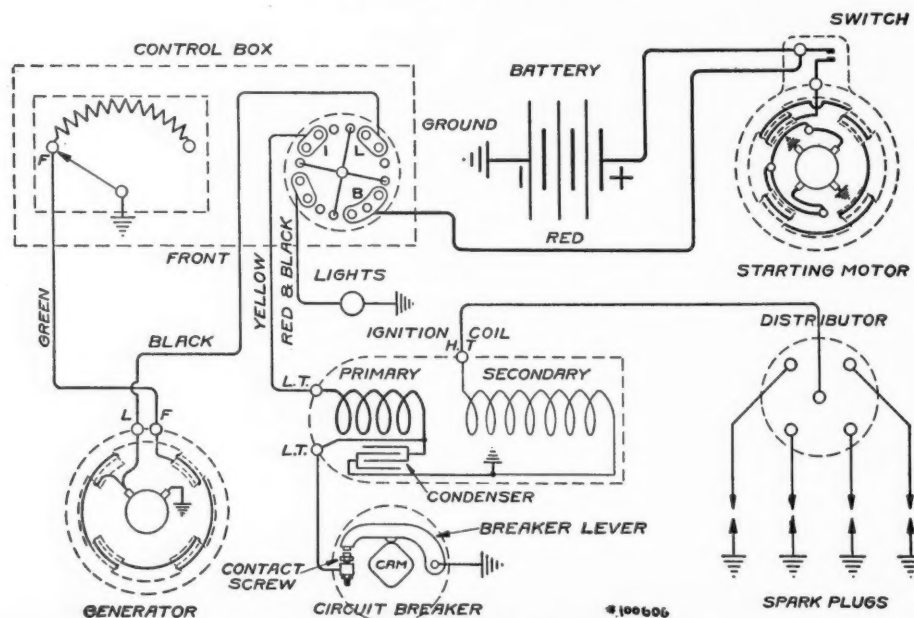 SWITCH
CONTROL BOX
BATTERY
F
I
L
B
GROUND
-
+
RED
STARTING MOTOR
FRONT
LIGHTS
GREEN
YELLOW
RED & BLACK
BLACK
IGNITION COIL
H.T
DISTRIBUTOR
L.T.
PRIMARY
SECONDARY
L
F
L.T.
CONDENSER
BREAKER LEVER
CONTACT
SCREW
CAM
GENERATOR
CIRCUIT BREAKER
#100606
SPARK PLUGS